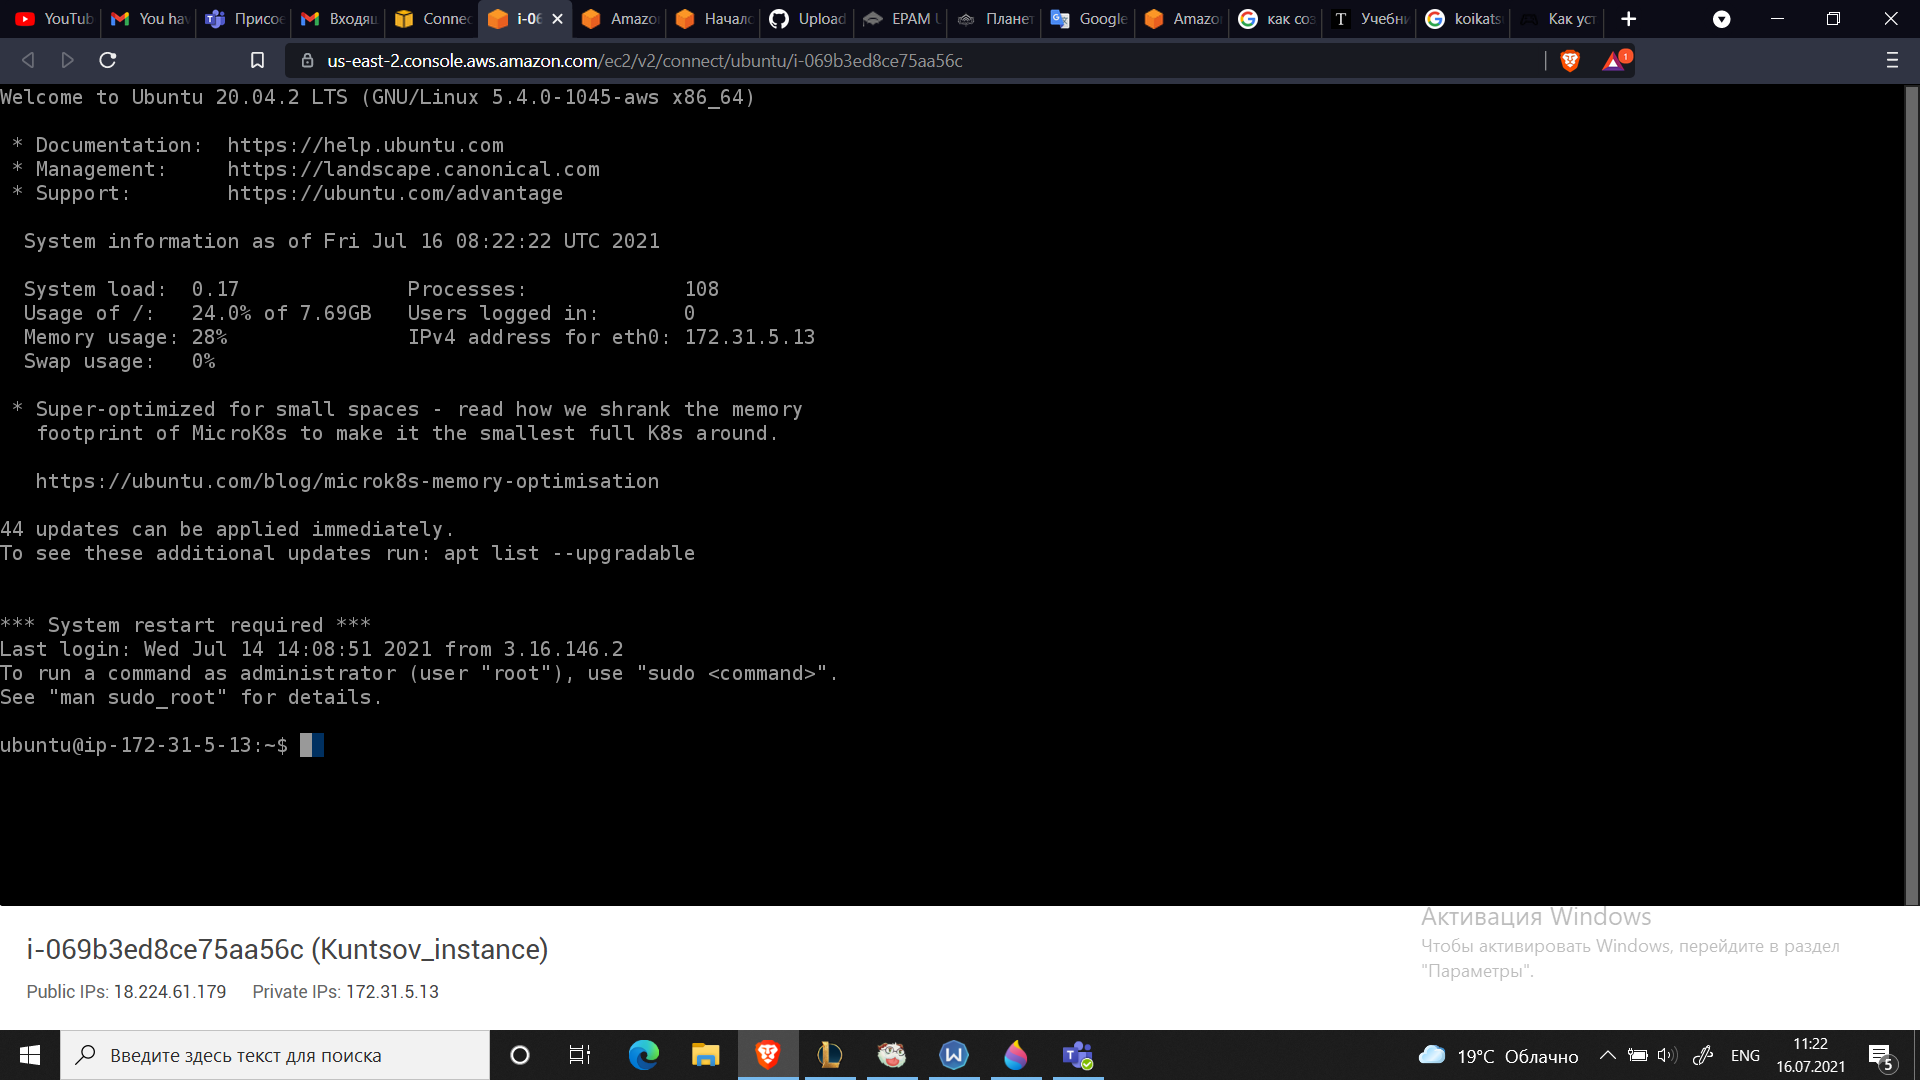 YouTub
You hav
Присое
Входящ
Connec
i-06
Amazo
Начало
Upload
EPAM U
Планет
Google
Amazo
как соз
Учебни
koikats
Как уст
us-east-2.console.aws.amazon.com/ec2/v2/connect/ubuntu/i-069b3ed8ce75aa56c
1
Welcome to Ubuntu 20.04.2 LTS (GNU/Linux 5.4.0-1045-aws x86_64)
* Documentation: https://help.ubuntu.com
* Management: https://landscape.canonical.com
* Support: https://ubuntu.com/advantage
System information as of Fri Jul 16 08:22:22 UTC 2021
System load: 0.17 Processes: 108
Usage of /: 24.0% of 7.69GB Users logged in: 0
Memory usage: 28% IPv4 address for eth0: 172.31.5.13
Swap usage: 0%
* Super-optimized for small spaces - read how we shrank the memory
footprint of MicroK8s to make it the smallest full K8s around.
https://ubuntu.com/blog/microk8s-memory-optimisation
44 updates can be applied immediately.
To see these additional updates run: apt list --upgradable
*** System restart required ***
Last login: Wed Jul 14 14:08:51 2021 from 3.16.146.2
To run a command as administrator (user "root"), use "sudo <command>".
See "man sudo_root" for details.
ubuntu@ip-172-31-5-13:~$
i-069b3ed8ce75aa56c (Kuntsov_instance)
Public IPs: 18.224.61.179 Private IPs: 172.31.5.13
Активация Windows
Чтобы активировать Windows, перейдите в раздел
"Параметры".
Введите здесь текст для поиска
19°C Облачно
ENG
11:22
16.07.2021
5